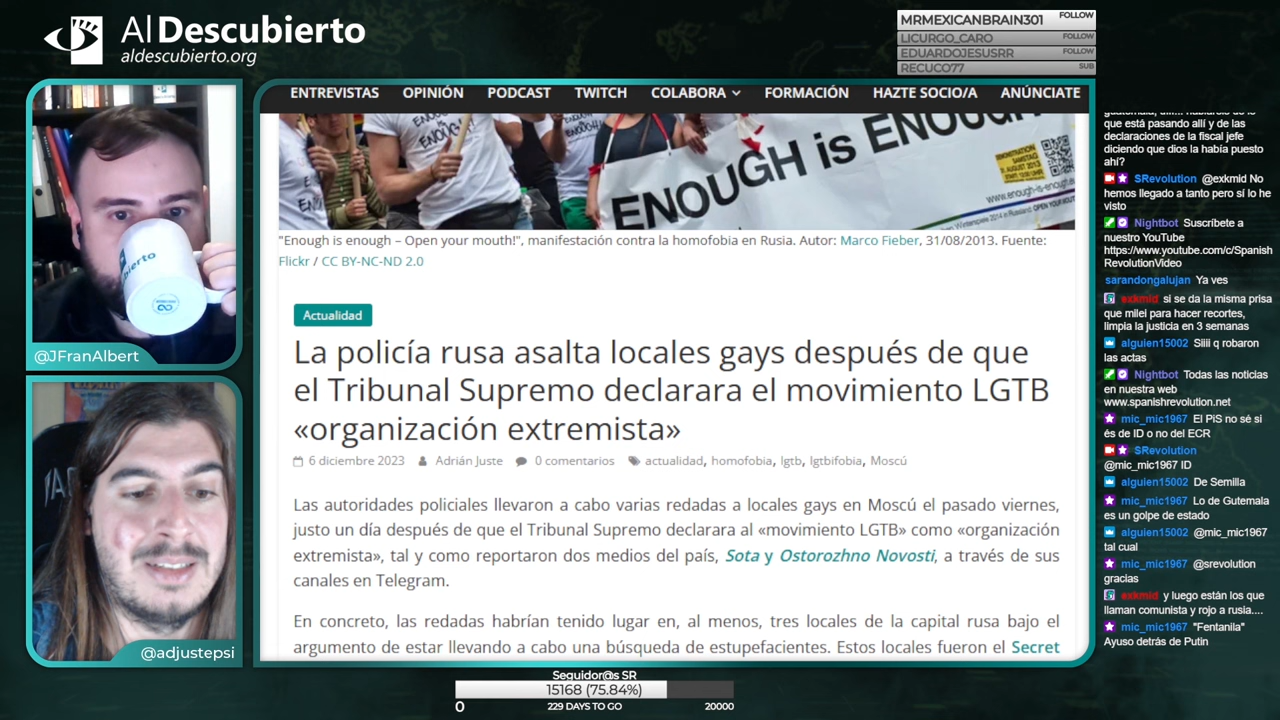 Al Descubierto
aldescubierto.org
MRMEXICANBRAIN301 FOLLOW
LICURGO_CARO FOLLOW
EDUARDOJESUSRR FOLLOW
RECUCO77 SUB
ENTREVISTAS OPINIÓN PODCAST TWITCH COLABORA FORMACIÓN HAZTE SOCIO/A ANÚNCIATE
ENOUGH is ENOUGH
"Enough is enough – Open your mouth!", manifestación contra la homofobia en Rusia. Autor: Marco Fieber, 31/08/2013. Fuente:
Flickr / CC BY-NC-ND 2.0
Actualidad
La policía rusa asalta locales gays después de que
el Tribunal Supremo declarara el movimiento LGTB
«organización extremista»
6 diciembre 2023 Adrián Juste 0 comentarios actualidad, homofobia, lgtb, lgtbifobia, Moscú
Las autoridades policiales llevaron a cabo varias redadas a locales gays en Moscú el pasado viernes,
justo un día después de que el Tribunal Supremo declarara al «movimiento LGTB» como «organización
extremista», tal y como reportaron dos medios del país, Sota y Ostorozhno Novosti, a través de sus
canales en Telegram.
En concreto, las redadas habrían tenido lugar en, al menos, tres locales de la capital rusa bajo el
argumento de estar llevando a cabo una búsqueda de estupefacientes. Estos locales fueron el Secret
@JFranAlbert
@adjustepsi
que está pasando allí y de las
declaraciones de la fiscal jefe
diciendo que dios la había puesto
ahí?
SRevolution @exkmid No
hemos llegado a tanto pero sí lo he
visto
Nightbot Suscríbete a
nuestro YouTube
https://www.youtube.com/c/Spanish
RevolutionVideo
sarandongalujan Ya ves
exkmid si se da la misma prisa
que milei para hacer recortes,
limpia la justicia en 3 semanas
alguien15002 Siiii q robaron
las actas
Nightbot Todas las noticias
en nuestra web
www.spanishrevolution.net
mic_mic1967 El PiS no sé si
és de ID o no del ECR
SRevolution
@mic_mic1967 ID
alguien15002 De Semilla
mic_mic1967 Lo de Gutemala
es un golpe de estado
alguien15002 @mic_mic1967
tal cual
mic_mic1967 @srevolution
gracias
exkmid y luego están los que
llaman comunista y rojo a rusia....
mic_mic1967 "Fentanila"
Ayuso detrás de Putin
Seguidor@s SR
15168 (75.84%)
0 229 DAYS TO GO 20000